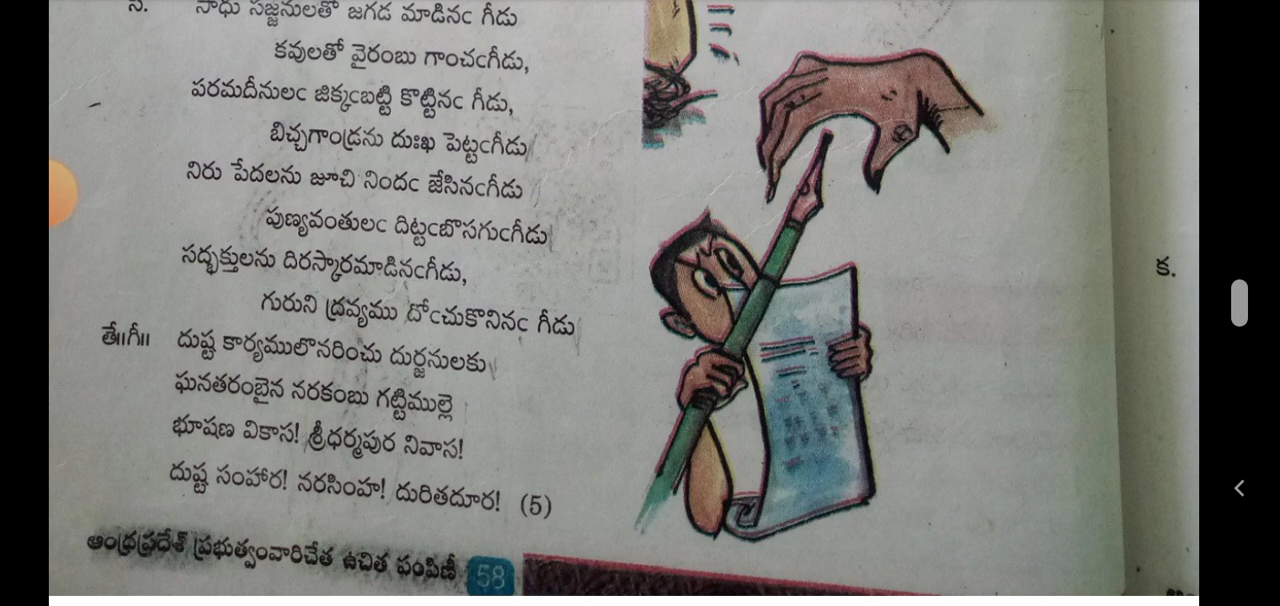 సీ. సాధు సజ్జనులతో జగడ మాడినఁ గీడు
కవులతో వైరంబు గాంచఁగీడు,
పరమదీనులఁ జిక్కఁబట్టి కొట్టినఁ గీడు,
బిచ్చగాండ్రను దుఃఖ పెట్టఁగీడు
నిరు పేదలను జూచి నిందఁ జేసినఁగీడు
పుణ్యవంతులఁ దిట్టఁబొసగుఁగీడు
సద్భక్తులను దిరస్కారమాడినఁగీడు,
గురుని ద్రవ్యము దోఁచుకొనినఁ గీడు
తే॥గీ॥ దుష్ట కార్యములొనరించు దుర్జనులకు
ఘనతరంబైన నరకంబు గట్టిముల్లె
భూషణ వికాస! శ్రీధర్మపుర నివాస!
దుష్ట సంహార! నరసింహ! దురితదూర! (5)
ఆంధ్రప్రదేశ్ ప్రభుత్వంవారిచేత ఉచిత పంపిణీ 58
క.